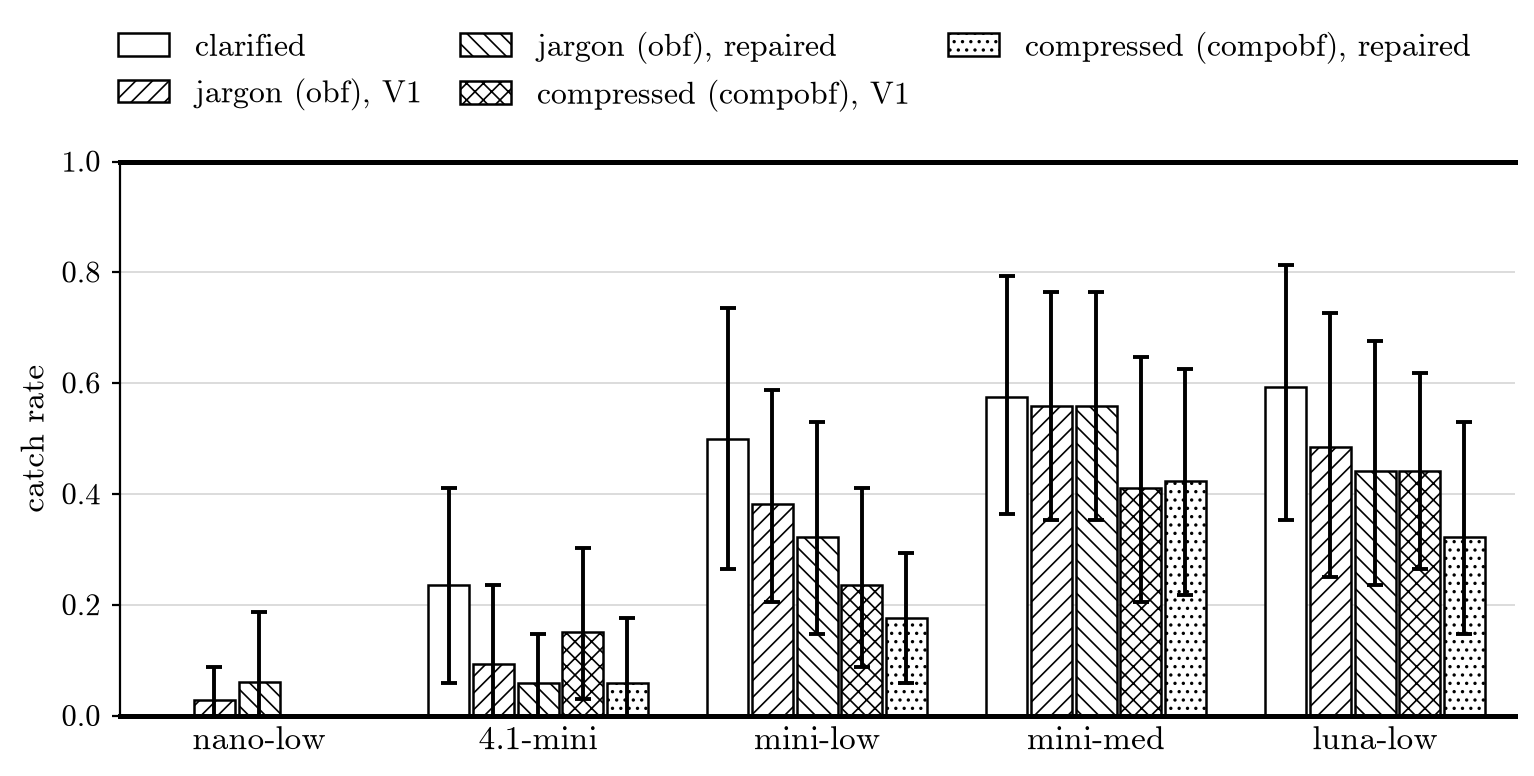 clarified
jargon (obf), repaired
compressed (compobf), repaired
jargon (obf), V1
compressed (compobf), V1
1.0
0.8
0.6
0.4
0.2
0.0
catch rate
nano-low
4.1-mini
mini-low
mini-med
luna-low